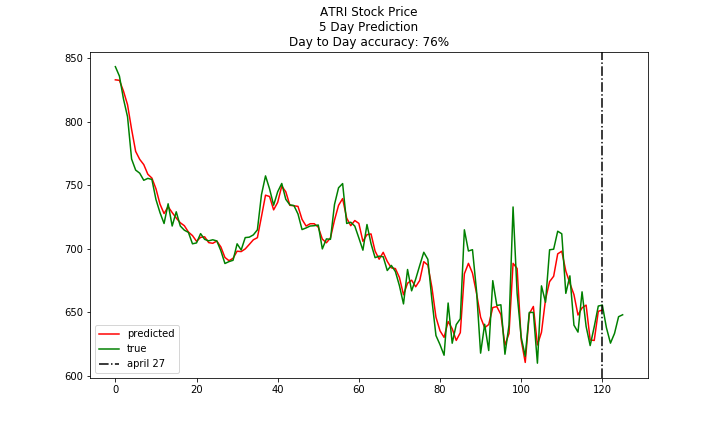 ATRI Stock Price
5 Day Prediction
Day to Day accuracy: 76%
850
800
750
700
650
600
predicted
true
april 27
0 20 40 60 80 100 120